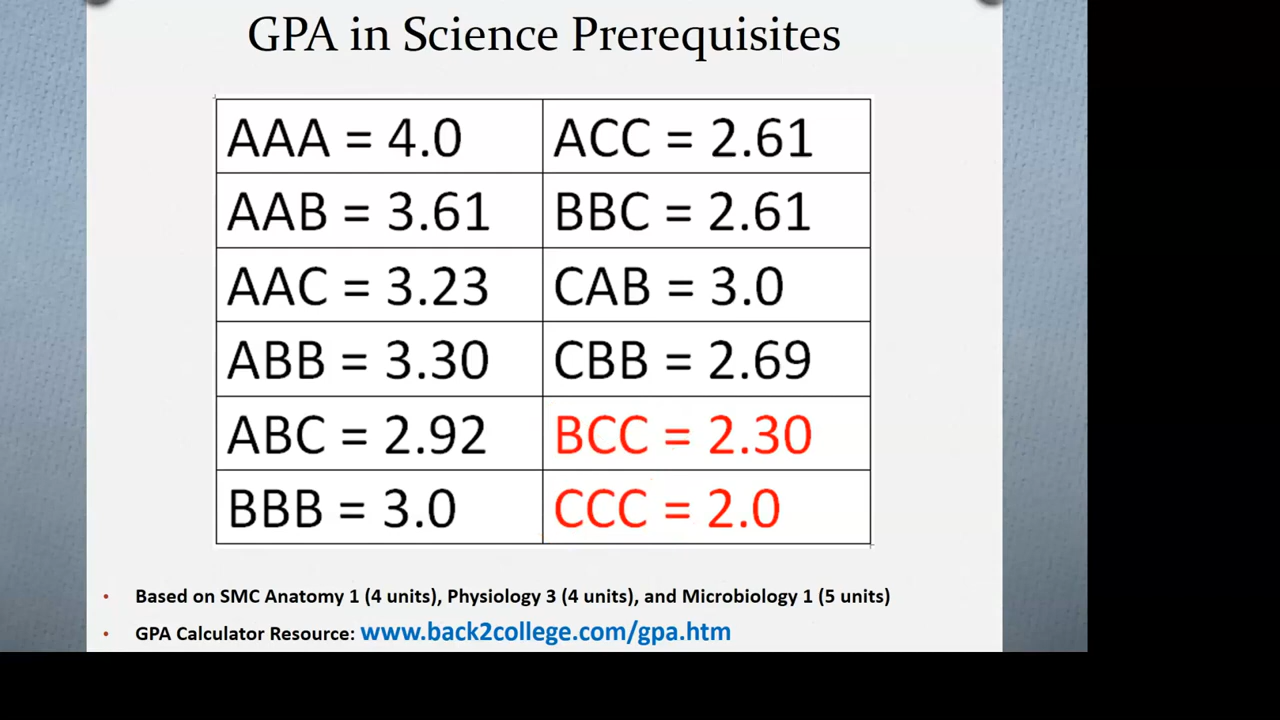 GPA in Science Prerequisites
AAA = 4.0
ACC = 2.61
AAB = 3.61
BBC = 2.61
AAC = 3.23
CAB = 3.0
ABB = 3.30
CBB = 2.69
ABC = 2.92
BCC = 2.30
BBB = 3.0
CCC = 2.0
• Based on SMC Anatomy 1 (4 units), Physiology 3 (4 units), and Microbiology 1 (5 units)
• GPA Calculator Resource: www.back2college.com/gpa.htm